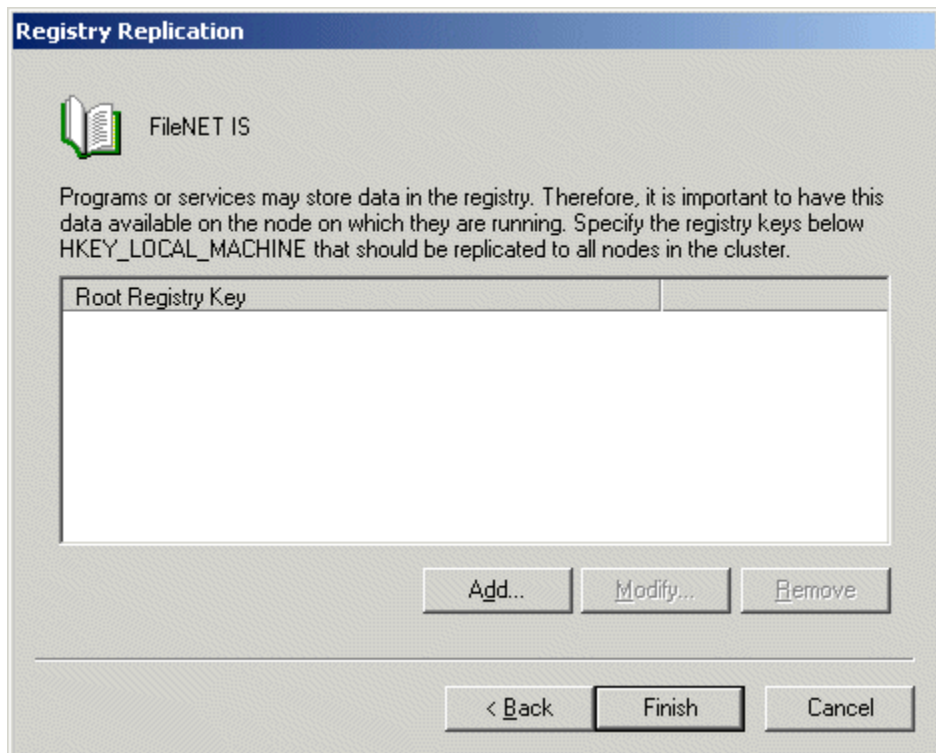 Registry Replication
FileNET IS
Programs or services may store data in the registry. Therefore, it is important to have this
data available on the node on which they are running. Specify the registry keys below
HKEY_LOCAL_MACHINE that should be replicated to all nodes in the cluster.
Root Registry Key
Add... Modify... Remove
< Back Finish Cancel